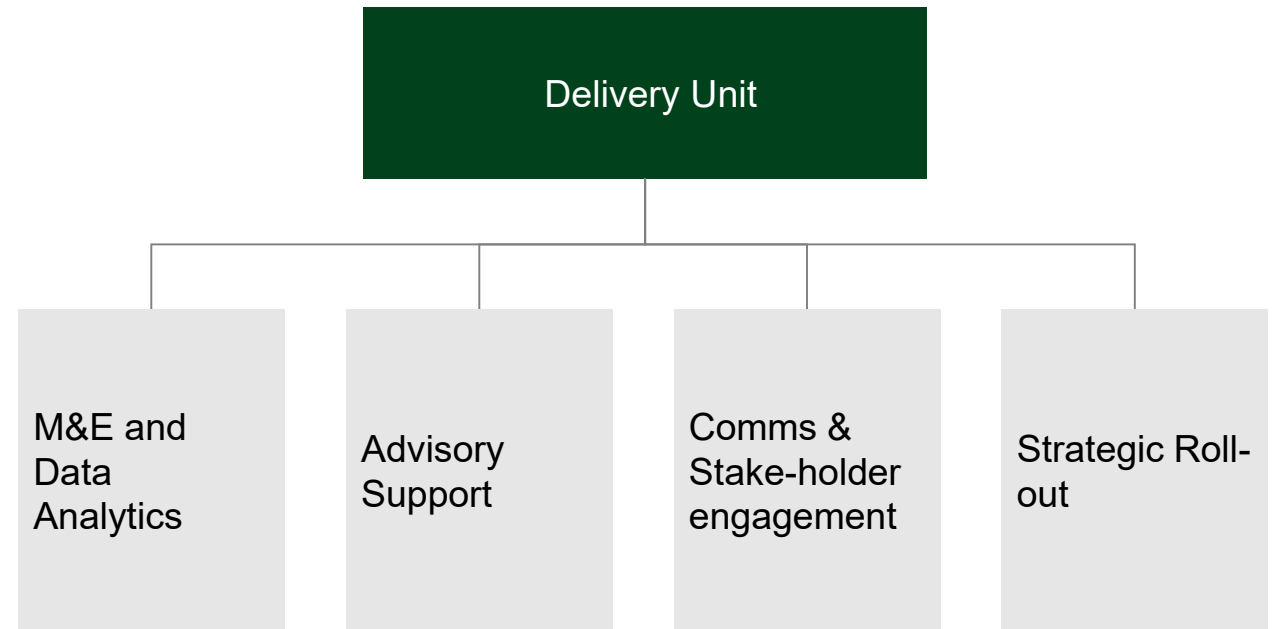 Delivery Unit
M&E and
Data
Analytics
Advisory
Support
Comms &
Stake-holder
engagement
Strategic Roll-
out